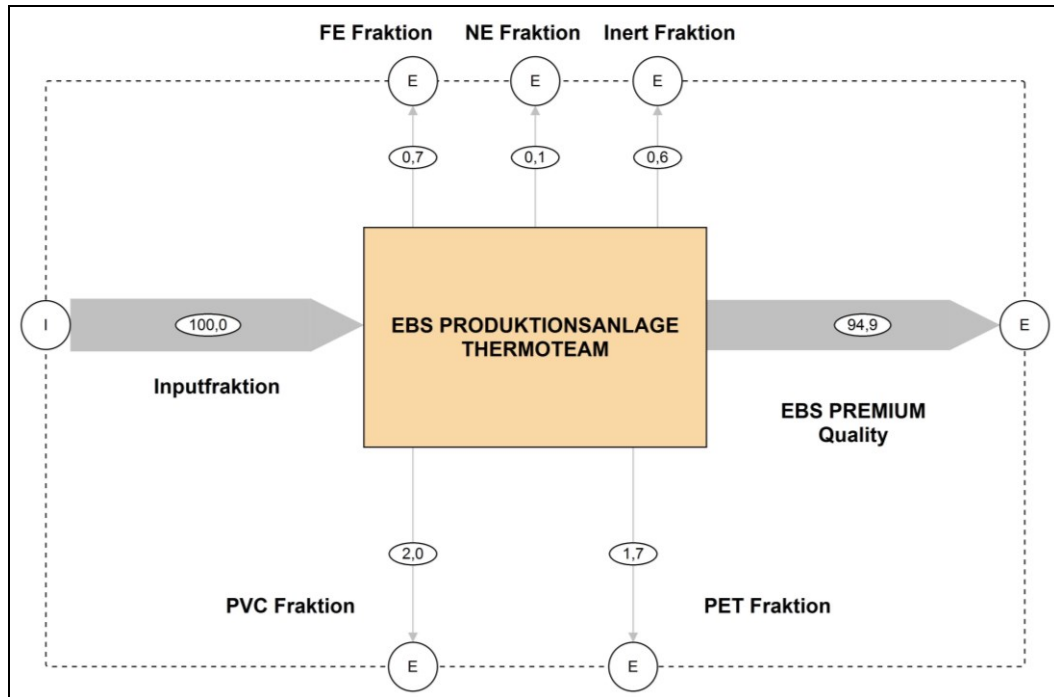 FE Fraktion
NE Fraktion
Inert Fraktion
E
E
E
0,7
0,1
0,6
I
100,0
EBS PRODUKTIONSANLAGE
THERMOTEAM
94,9
E
Inputfraktion
EBS PREMIUM
Quality
2,0
1,7
PVC Fraktion
PET Fraktion
E
E